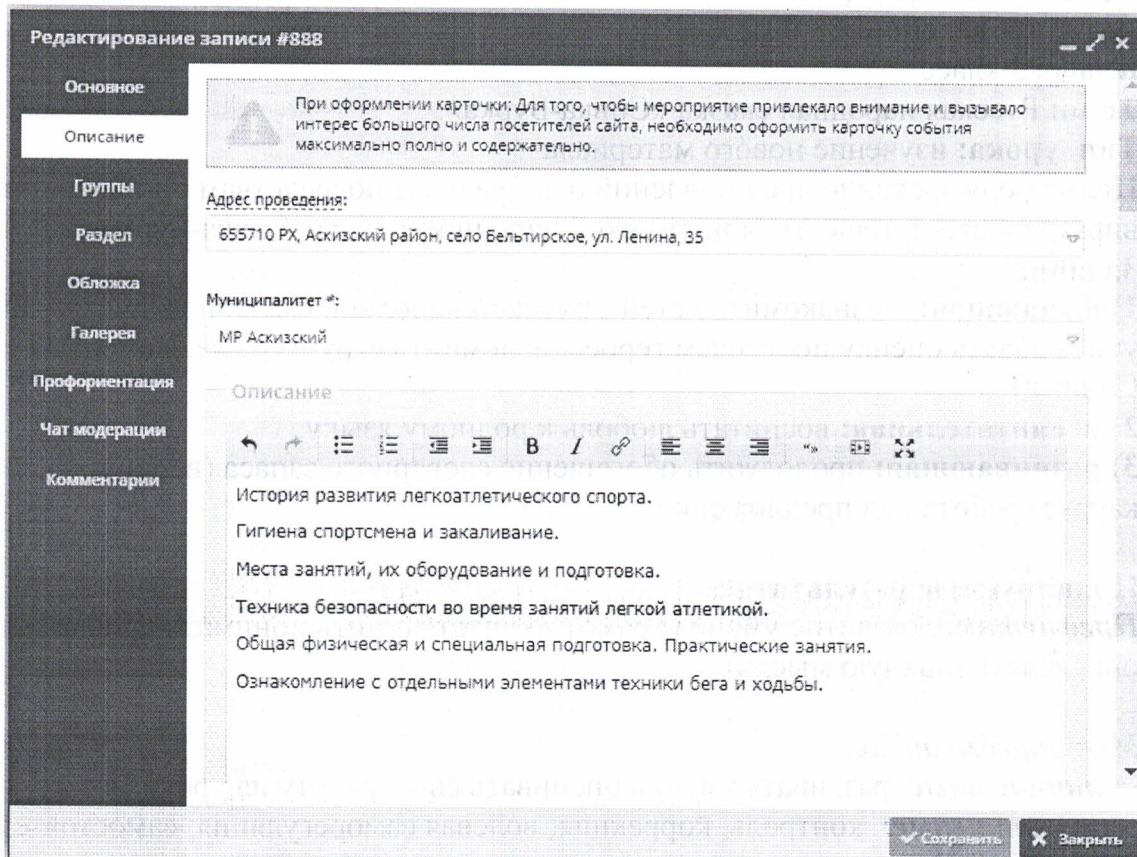 Редактирование записи #888
Основное
Описание
Группы
Раздел
Обложка
Галерея
Профориентация
Чат модерации
Комментарии
При оформлении карточки: Для того, чтобы мероприятие привлекало внимание и вызывало
интерес большого числа посетителей сайта, необходимо оформить карточку события
максимально полно и содержательно.
Адрес проведения:
655710 РХ, Аскизский район, село Бельтирское, ул. Ленина, 35
Муниципалитет *:
МР Аскизский
Описание
История развития легкоатлетического спорта.
Гигиена спортсмена и закаливание.
Места занятий, их оборудование и подготовка.
Техника безопасности во время занятий легкой атлетикой.
Общая физическая и специальная подготовка. Практические занятия.
Ознакомление с отдельными элементами техники бега и ходьбы.
Сохранить
Закрыть